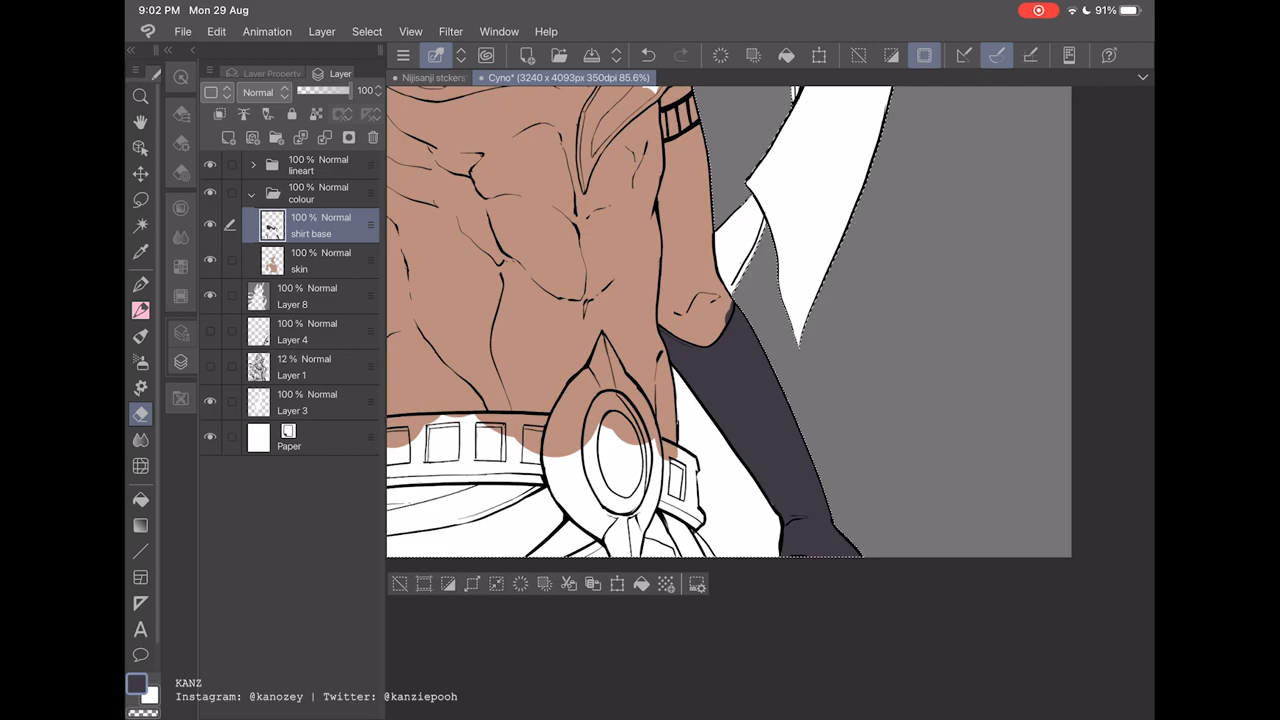 9:02 PM Mon 29 Aug
91%
File Edit Animation Layer Select View Filter Window Help
Layer Property Layer
Nijisanji stckers
Cyno* (3240 x 4093px 350dpi 85.6%)
Normal 100
100 % Normal
lineart
100 % Normal
colour
100 % Normal
shirt base
100 % Normal
skin
100 % Normal
Layer 8
100 % Normal
Layer 4
12 % Normal
Layer 1
100 % Normal
Layer 3
Paper
A
KANZ
Instagram: @kanozey | Twitter: @kanziepooh